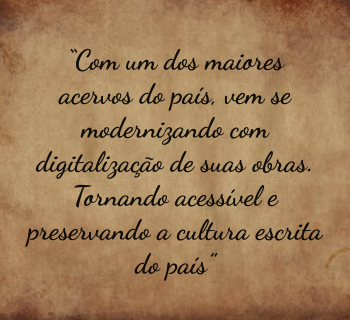 “Com um dos maiores
acervos do país, vem se
modernizando com
digitalização de suas obras.
Tornando acessível e
preservando a cultura escrita
do país”